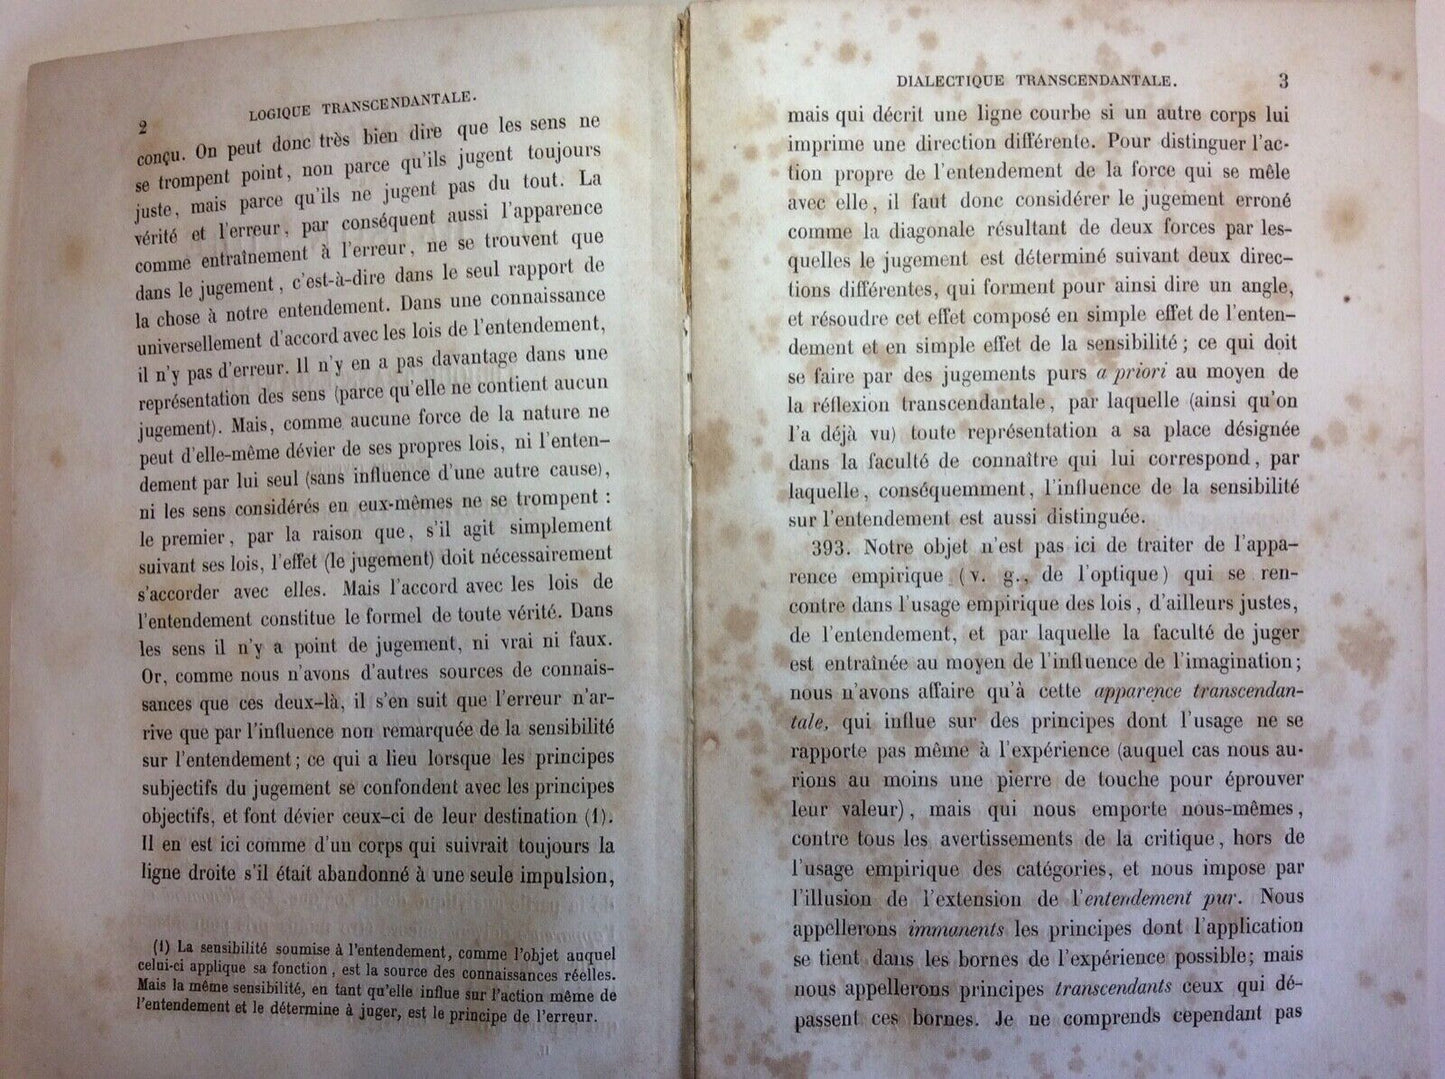 2
LOGIQUE TRANSCENDANTALE.
conçu. On peut donc très bien dire que les sens ne
se trompent point, non parce qu'ils jugent toujours
juste, mais parce qu'ils ne jugent pas du tout. La
vérité et l'erreur, par conséquent aussi l'apparence
comme entraînement à l'erreur, ne se trouvent que
dans le jugement, c'est-à-dire dans le seul rapport de
la chose à notre entendement. Dans une connaissance
universellement d'accord avec les lois de l'entendement,
il n'y pas d'erreur. Il n'y en a pas davantage dans une
représentation des sens (parce qu'elle ne contient aucun
jugement). Mais, comme aucune force de la nature ne
peut d'elle-même dévier de ses propres lois, ni l'enten-
dement par lui seul (sans influence d'une autre cause),
ni les sens considérés en eux-mêmes ne se trompent :
le premier, par la raison que, s'il agit simplement
suivant ses lois, l'effet (le jugement) doit nécessairement
s'accorder avec elles. Mais l'accord avec les lois de
l'entendement constitue le formel de toute vérité. Dans
les sens il n'y a point de jugement, ni vrai ni faux.
Or, comme nous n'avons d'autres sources de connais-
sances que ces deux-là, il s'en suit que l'erreur n'ar-
rive que par l'influence non remarquée de la sensibilité
sur l'entendement; ce qui a lieu lorsque les principes
subjectifs du jugement se confondent avec les principes
objectifs, et font dévier ceux-ci de leur destination (1).
Il en est ici comme d'un corps qui suivrait toujours la
ligne droite s'il était abandonné à une seule impulsion,
(1) La sensibilité soumise à l'entendement, comme l'objet auquel
celui-ci applique sa fonction, est la source des connaissances réelles.
Mais la même sensibilité, en tant qu'elle influe sur l'action même de
l'entendement et le détermine à juger, est le principe de l'erreur.
DIALECTIQUE TRANSCENDANTALE.
3
mais qui décrit une ligne courbe si un autre corps lui
imprime une direction différente. Pour distinguer l'ac-
tion propre de l'entendement de la force qui se mêle
avec elle, il faut donc considérer le jugement erroné
comme la diagonale résultant de deux forces par les-
quelles le jugement est déterminé suivant deux direc-
tions différentes, qui forment pour ainsi dire un angle,
et résoudre cet effet composé en simple effet de l'enten-
dement et en simple effet de la sensibilité; ce qui doit
se faire par des jugements purs a priori au moyen de
la réflexion transcendantale, par laquelle (ainsi qu'on
l'a déjà vu) toute représentation a sa place désignée
dans la faculté de connaître qui lui correspond, par
laquelle, conséquemment, l'influence de la sensibilité
sur l'entendement est aussi distinguée.
393. Notre objet n'est pas ici de traiter de l'appa-
rence empirique (v. g., de l'optique) qui se ren-
contre dans l'usage empirique des lois, d'ailleurs justes,
de l'entendement, et par laquelle la faculté de juger
est entraînée au moyen de l'influence de l'imagination;
nous n'avons affaire qu'à cette apparence transcendan-
tale, qui influe sur des principes dont l'usage ne se
rapporte pas même à l'expérience (auquel cas nous au-
rions au moins une pierre de touche pour éprouver
leur valeur), mais qui nous emporte nous-mêmes,
contre tous les avertissements de la critique, hors de
l'usage empirique des catégories, et nous impose par
l'illusion de l'extension de l'entendement pur. Nous
appellerons immanents les principes dont l'application
se tient dans les bornes de l'expérience possible; mais
nous appellerons principes transcendants ceux qui dé-
passent ces bornes. Je ne comprends cependant pas